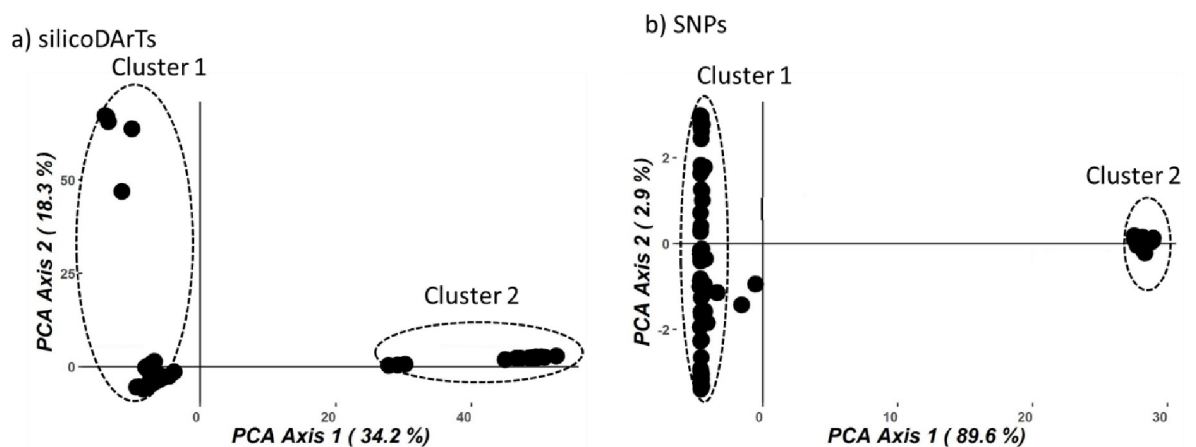 a) silicoDArTs
Cluster 1
Cluster 2
PCA Axis 2 ( 18.3 %)
50
25
0
0
20
40
PCA Axis 1 ( 34.2 %)
b) SNPs
Cluster 1
Cluster 2
PCA Axis 2 ( 2.9 %)
2
0
-2
0
10
20
30
PCA Axis 1 ( 89.6 %)